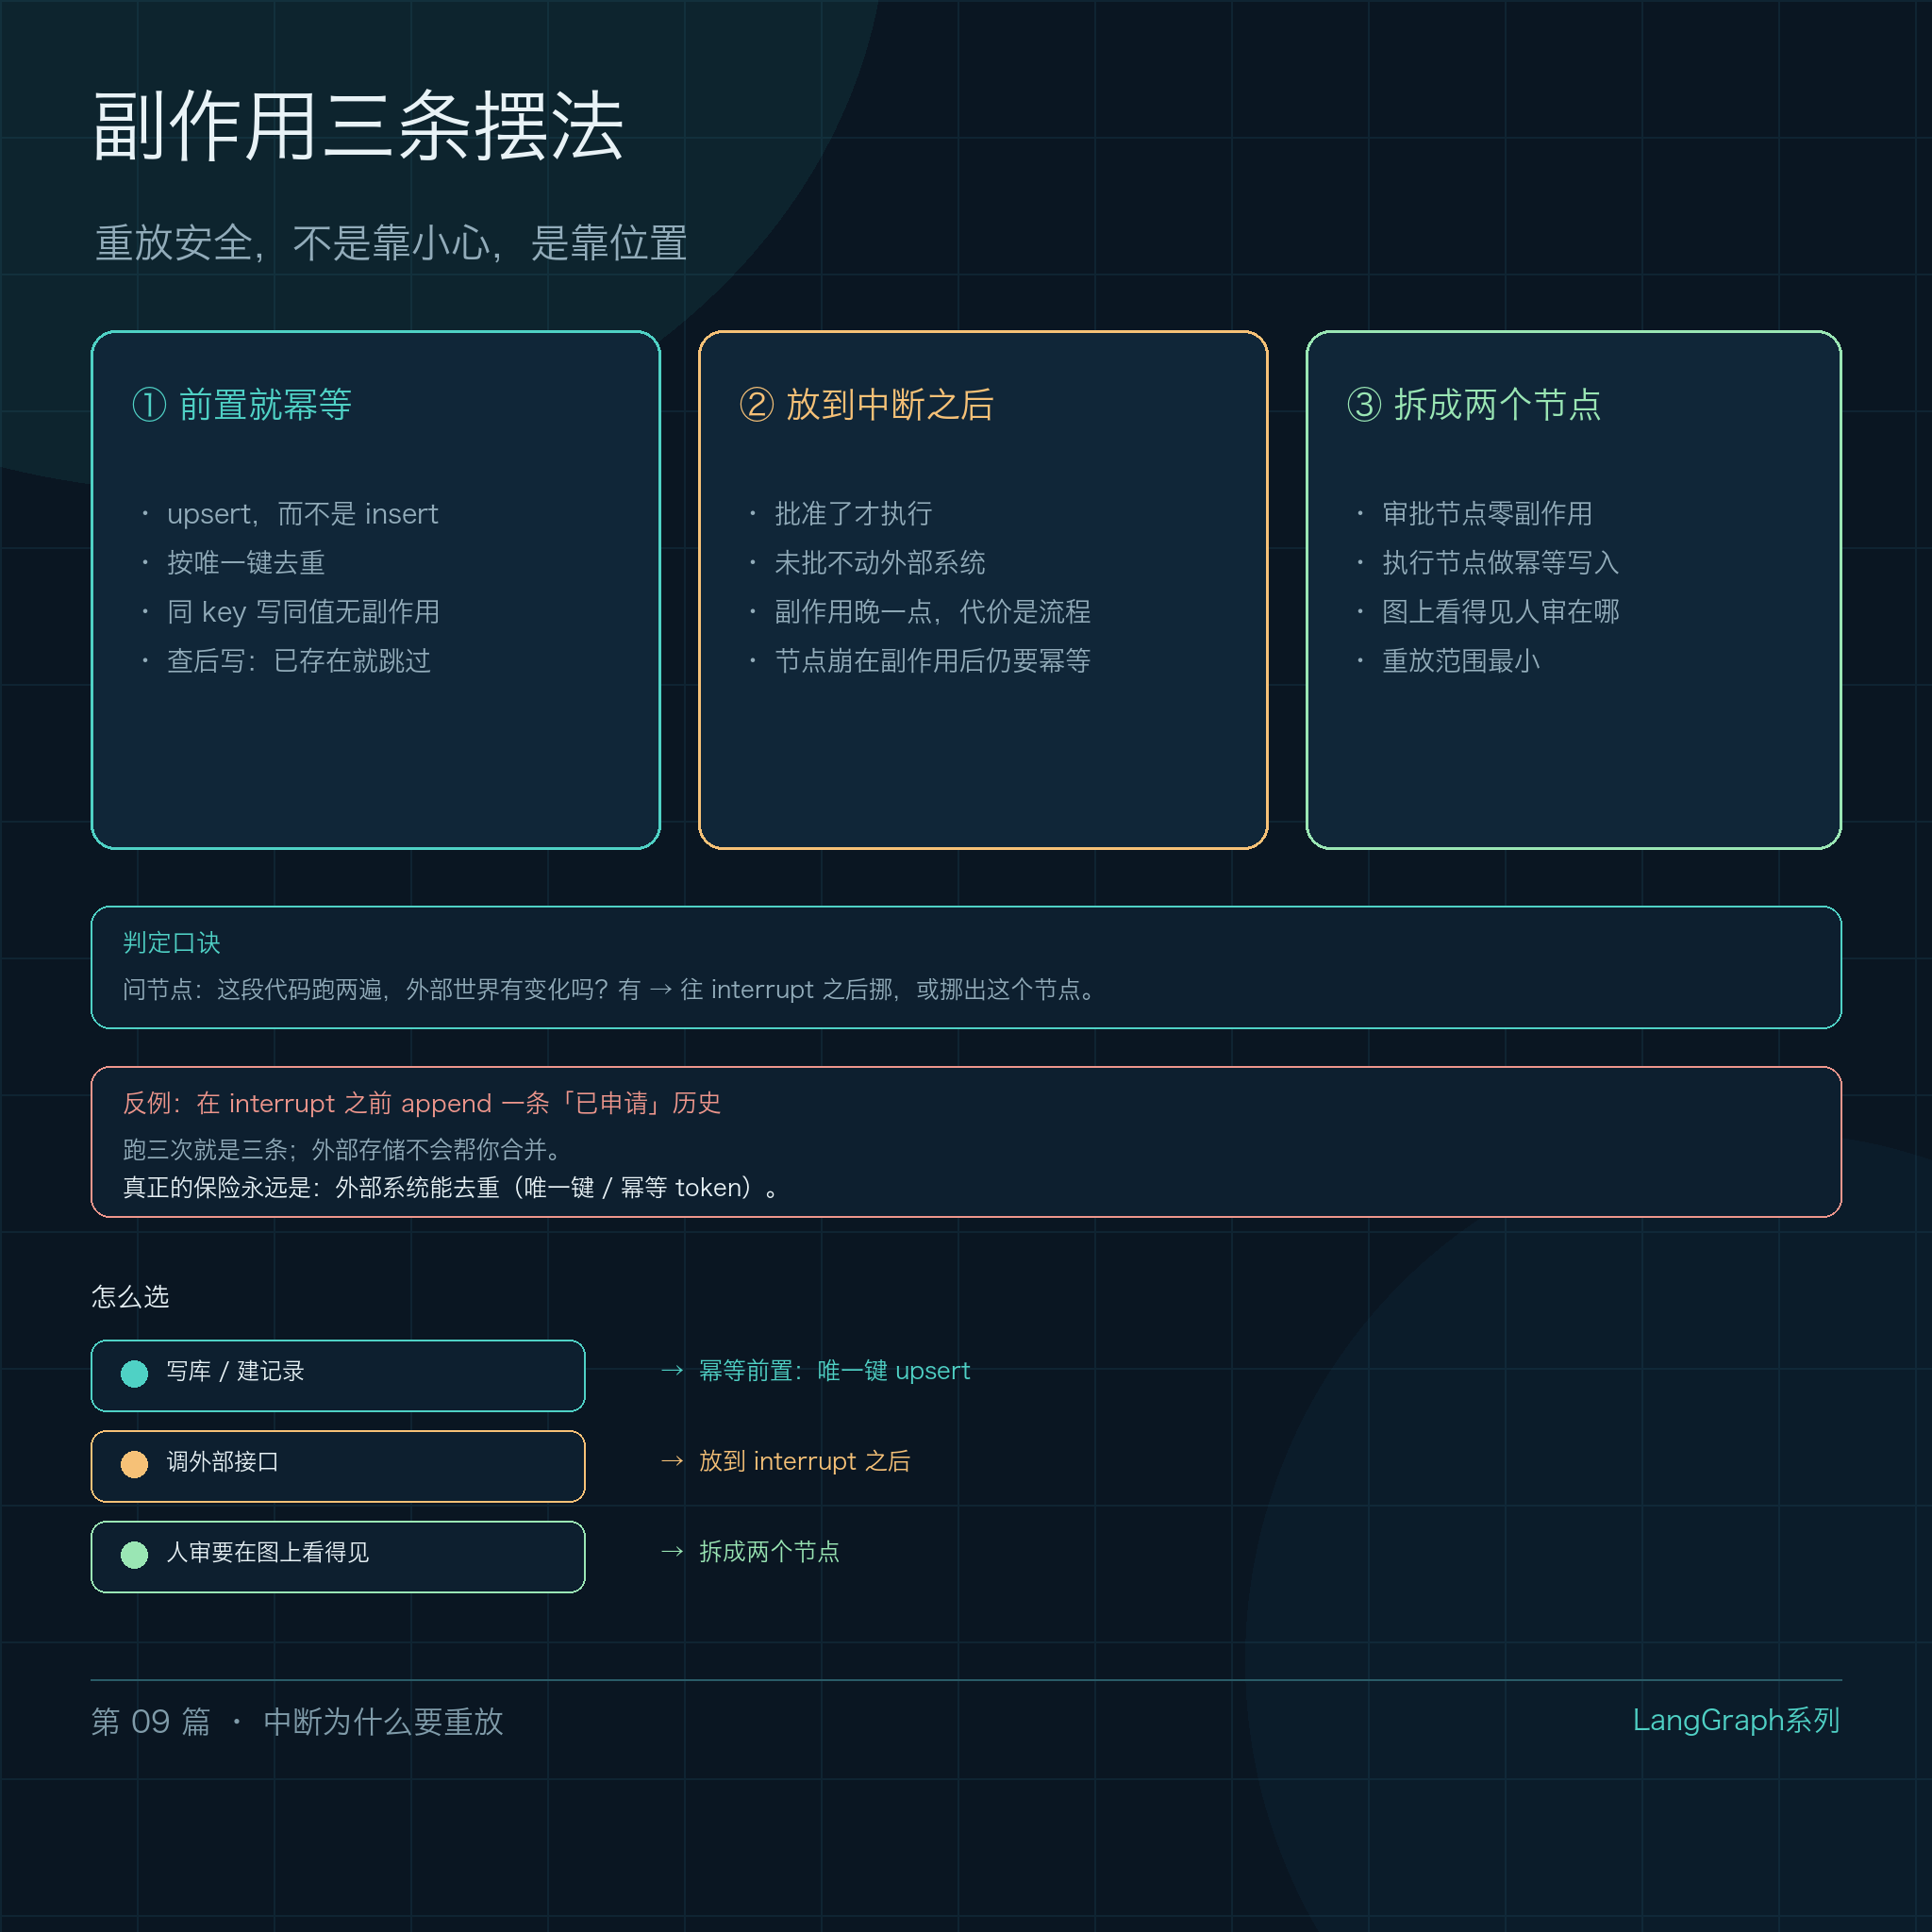 副作用三条摆法
重放安全，不是靠小心，是靠位置
① 前置就幂等
· upsert，而不是 insert
· 按唯一键去重
· 同 key 写同值无副作用
· 查后写：已存在就跳过
② 放到中断之后
· 批准了才执行
· 未批不动外部系统
· 副作用晚一点，代价是流程
· 节点崩在副作用后仍要幂等
③ 拆成两个节点
· 审批节点零副作用
· 执行节点做幂等写入
· 图上看得见人审在哪
· 重放范围最小
判定口诀
问节点：这段代码跑两遍，外部世界有变化吗？有 → 往 interrupt 之后挪，或挪出这个节点。
反例：在 interrupt 之前 append 一条「已申请」历史
跑三次就是三条；外部存储不会帮你合并。
真正的保险永远是：外部系统能去重（唯一键 / 幂等 token）。
怎么选
写库 / 建记录 → 幂等前置：唯一键 upsert
调外部接口 → 放到 interrupt 之后
人审要在图上看得见 → 拆成两个节点
第 09 篇 · 中断为什么要重放
LangGraph系列